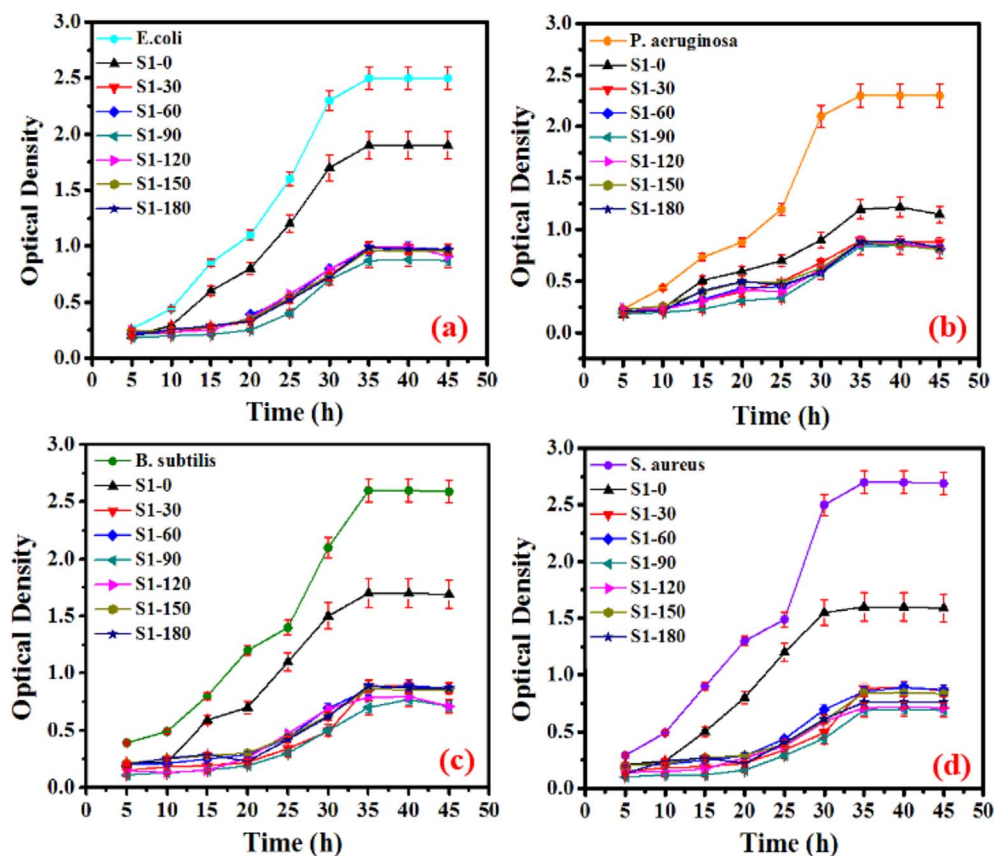 3.0
2.5
2.0
1.5
1.0
0.5
0.0
Optical Density
E.coli
S1-0
S1-30
S1-60
S1-90
S1-120
S1-150
S1-180
(a)
0 5 10 15 20 25 30 35 40 45 50
Time (h)
3.0
2.5
2.0
1.5
1.0
0.5
0.0
Optical Density
P. aeruginosa
S1-0
S1-30
S1-60
S1-90
S1-120
S1-150
S1-180
(b)
0 5 10 15 20 25 30 35 40 45 50
Time (h)
3.0
2.5
2.0
1.5
1.0
0.5
0.0
Optical Density
B. subtilis
S1-0
S1-30
S1-60
S1-90
S1-120
S1-150
S1-180
(c)
0 5 10 15 20 25 30 35 40 45 50
Time (h)
3.0
2.5
2.0
1.5
1.0
0.5
0.0
Optical Density
S. aureus
S1-0
S1-30
S1-60
S1-90
S1-120
S1-150
S1-180
(d)
0 5 10 15 20 25 30 35 40 45 50
Time (h)